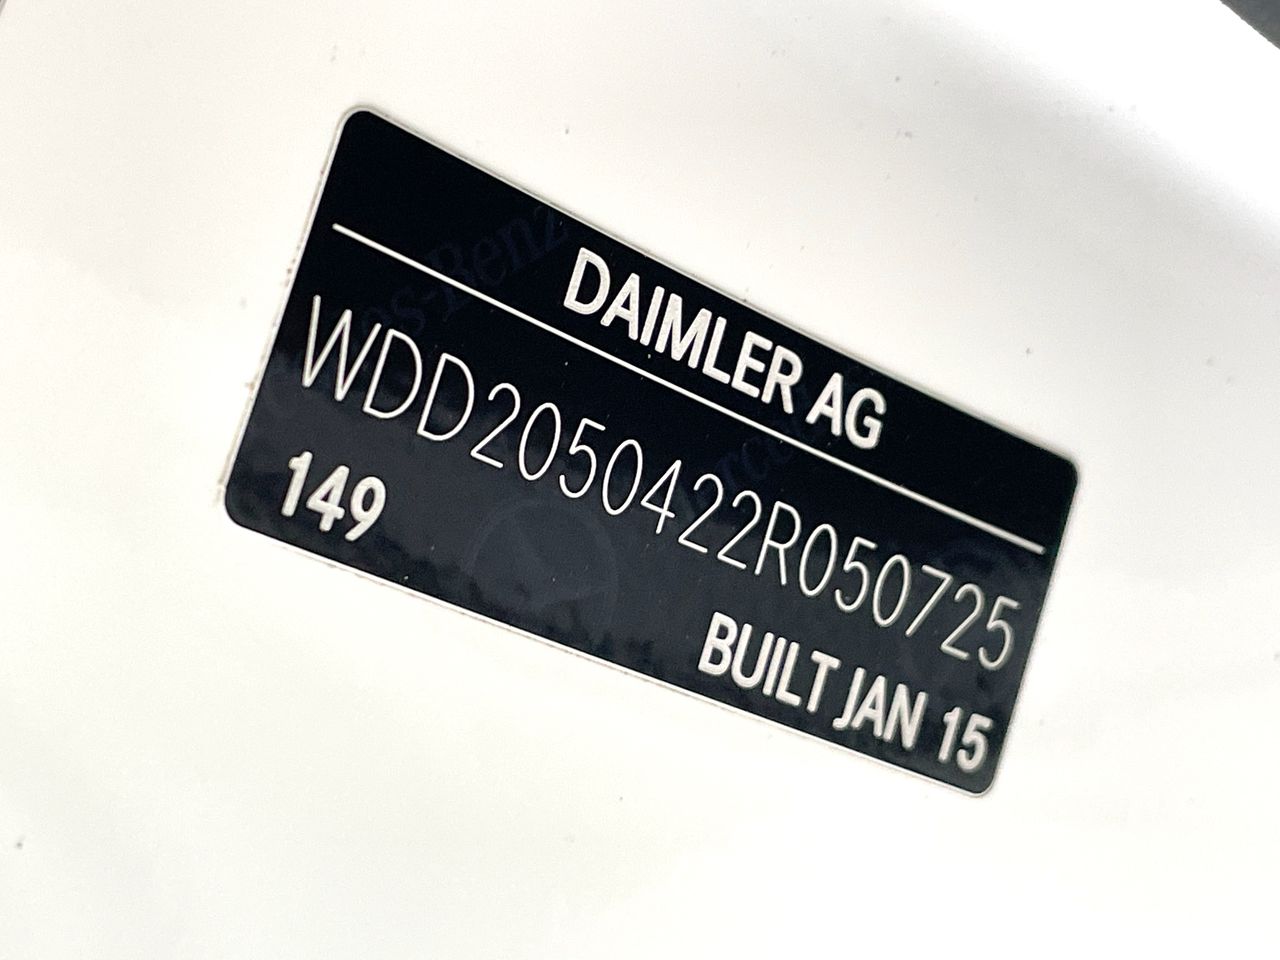 DAIMLER AG
WDD2050422R050725
149
BUILT JAN 15